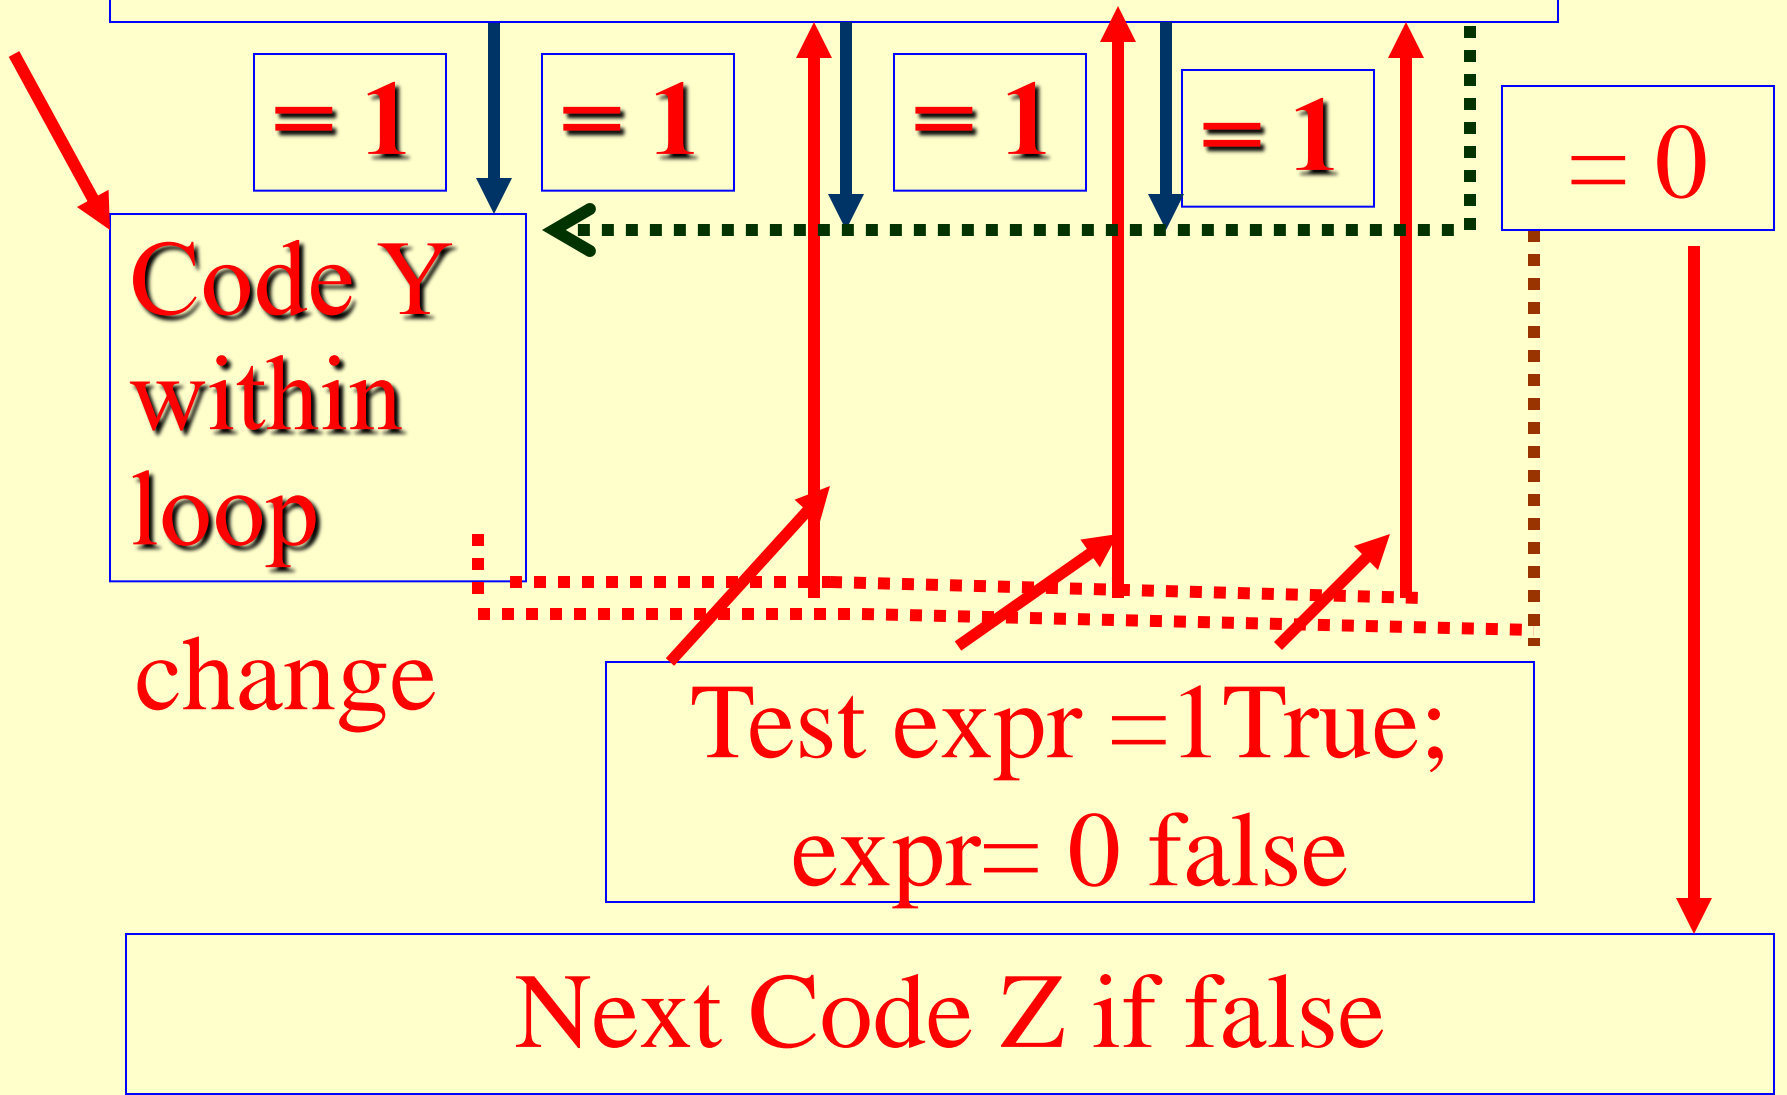 = 1
= 1
= 1
= 1
= 0
Code Y
within
loop
change
Test expr =1True;
expr= 0 false
Next Code Z if false